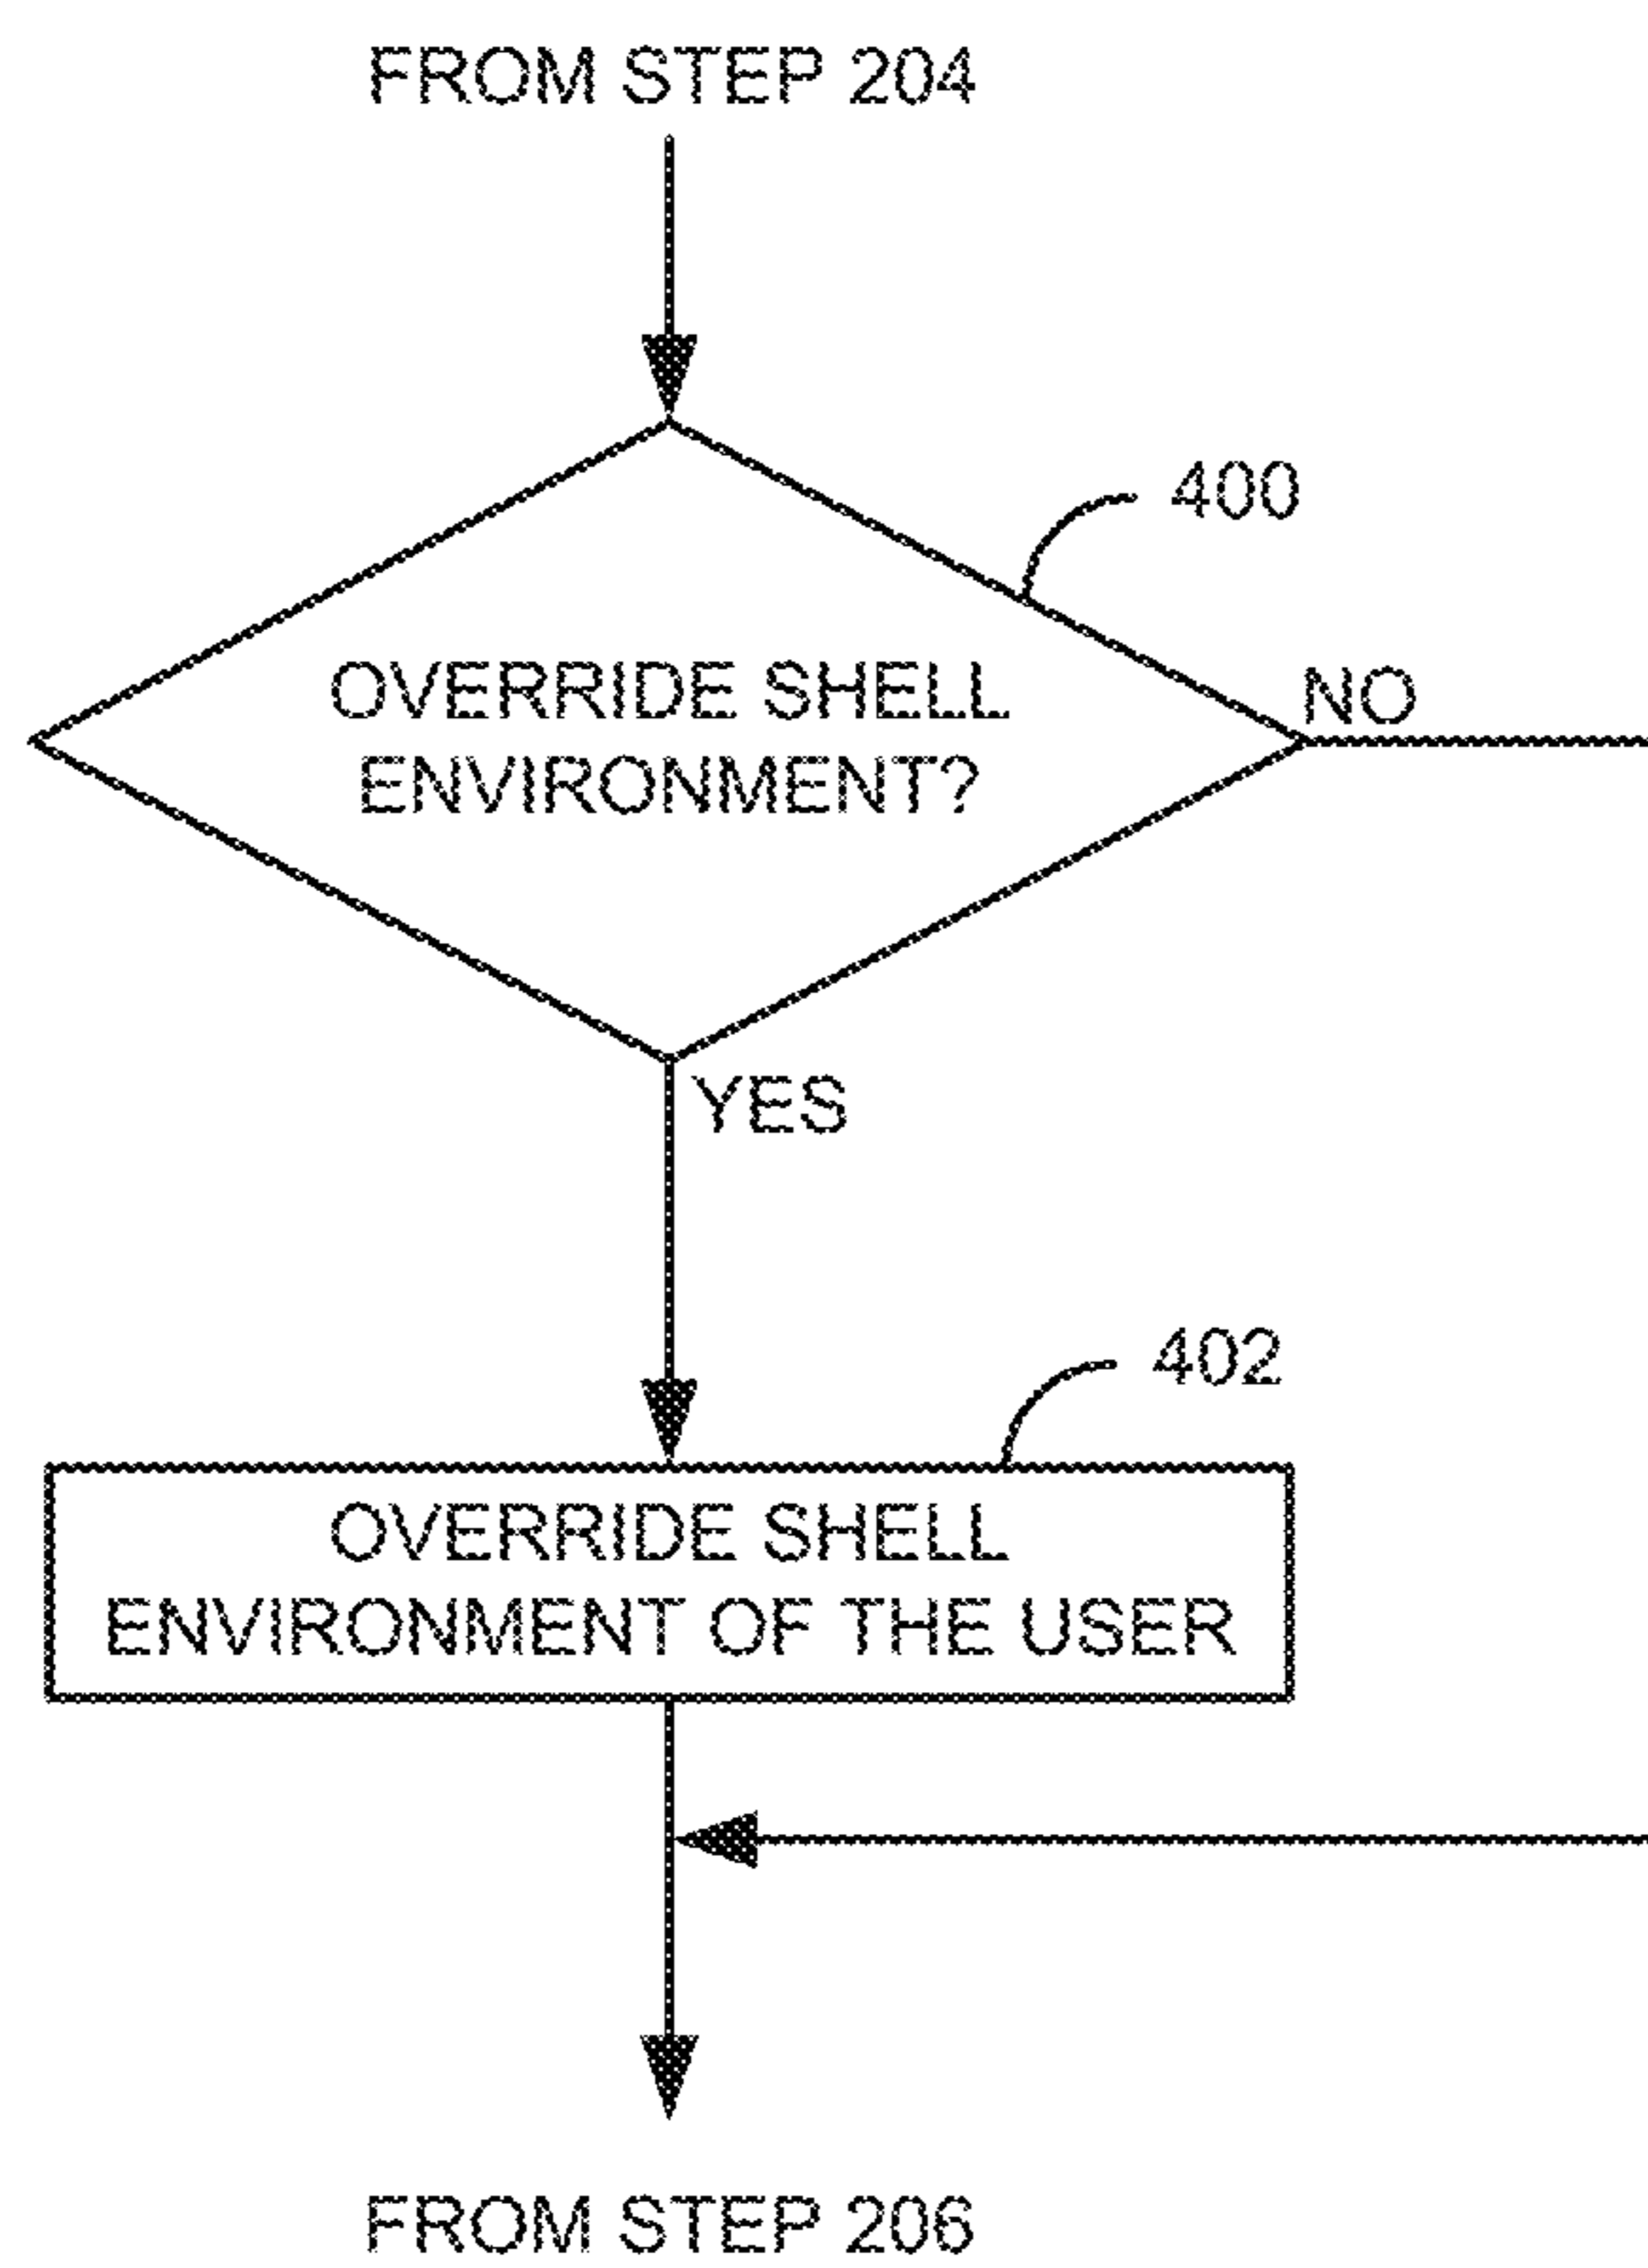 FROM STEP 204
400
OVERRIDE SHELL
ENVIRONMENT?
NO
YES
402
OVERRIDE SHELL
ENVIRONMENT OF THE USER
FROM STEP 206